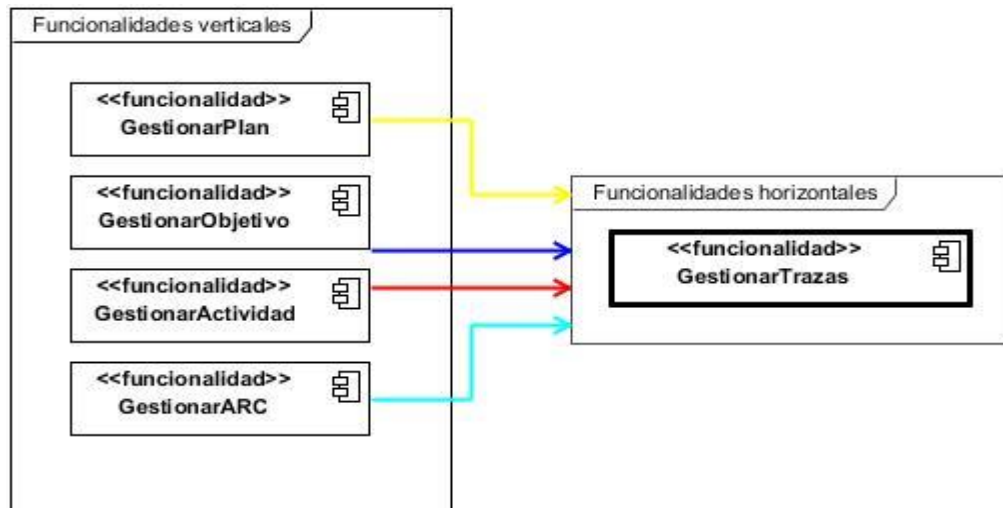 Funcionalidades verticales
<<funcionalidad>>
GestionarPlan
<<funcionalidad>>
GestionarObjetivo
<<funcionalidad>>
GestionarActividad
<<funcionalidad>>
GestionarARC
Funcionalidades horizontales
<<funcionalidad>>
GestionarTrazas